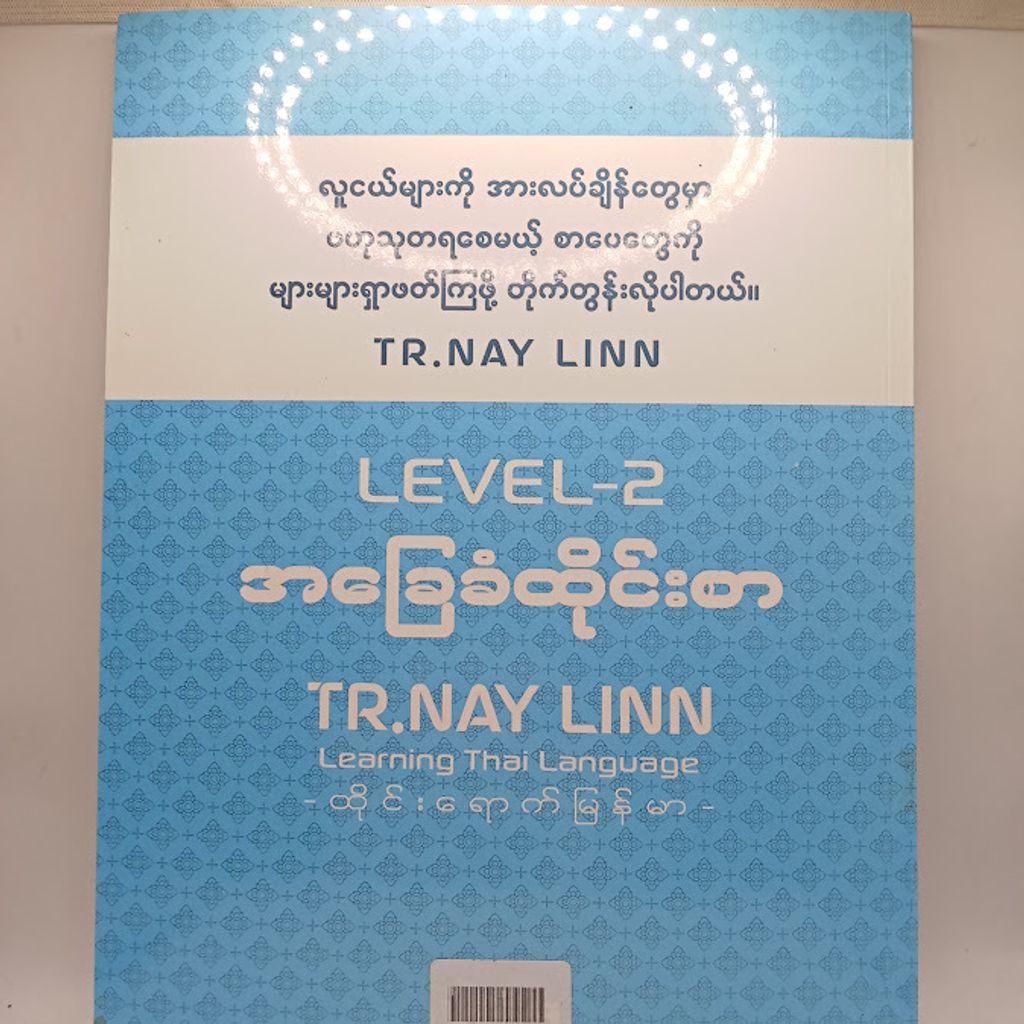 လူငယ်များကို အားလပ်ချိန်တွေမှာ
ဗဟုသုတရစေမယ့် စာပေတွေကို
များများရှာဖတ်ကြဖို့ တိုက်တွန်းလိုပါတယ်။
TR.NAY LINN
LEVEL-2
အခြေခံထိုင်းစာ
TR.NAY LINN
Learning Thai Language
- ထိုင်းရောက်မြန်မာ -